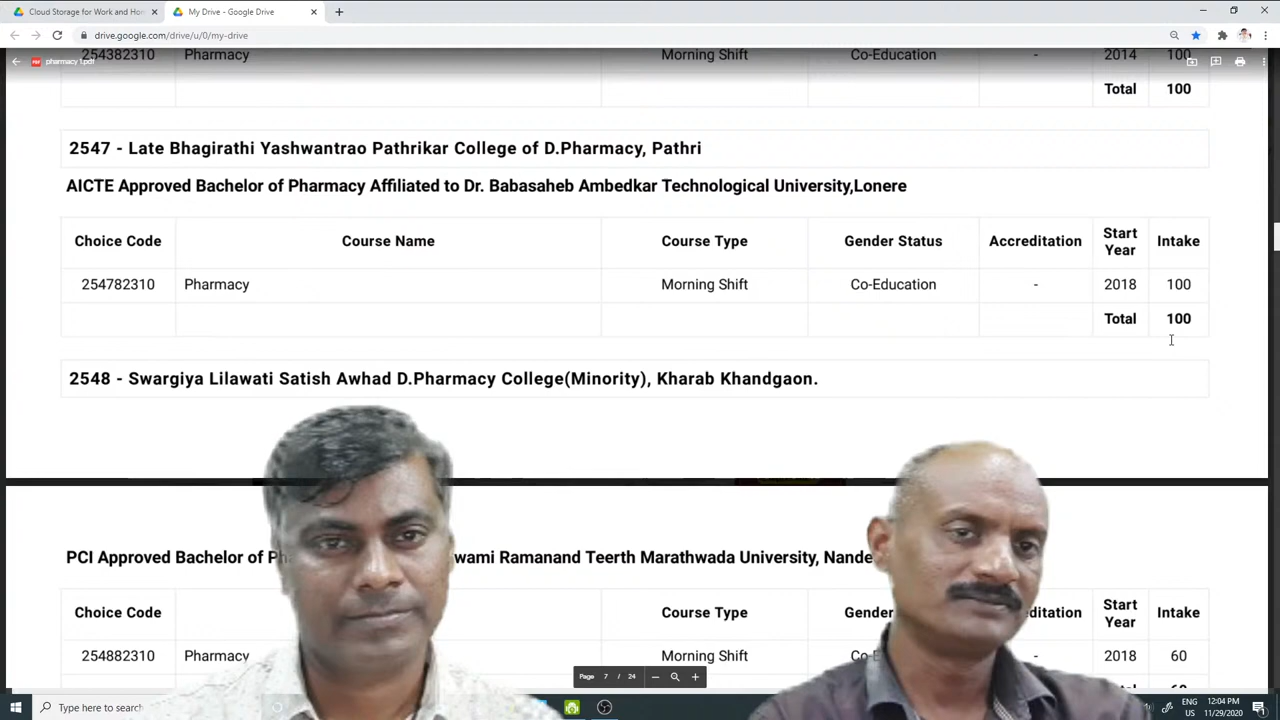 Cloud Storage for Work and Hom
My Drive - Google Drive
drive.google.com/drive/u/0/my-drive
pharmacy 1.pdf
254382310 Pharmacy Morning Shift Co-Education - 2014 100
Total 100
2547 - Late Bhagirathi Yashwantrao Pathrikar College of D.Pharmacy, Pathri
AICTE Approved Bachelor of Pharmacy Affiliated to Dr. Babasaheb Ambedkar Technological University,Lonere
Choice Code Course Name Course Type Gender Status Accreditation Start Year Intake
254782310 Pharmacy Morning Shift Co-Education - 2018 100
Total 100
2548 - Swargiya Lilawati Satish Awhad D.Pharmacy College(Minority), Kharab Khandgaon.
PCI Approved Bachelor of Ph wami Ramanand Teerth Marathwada University, Nande
Choice Code Course Type Gende ditation Start Year Intake
254882310 Pharmacy Morning Shift Co-E - 2018 60
Page 7 / 24
Type here to search
ENG
US
12:04 PM
11/29/2020